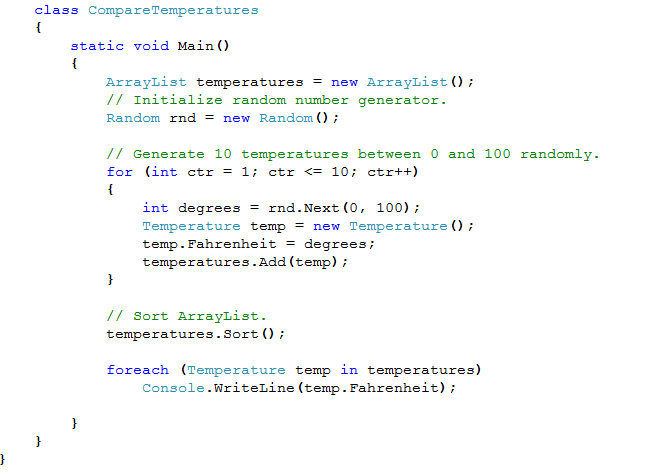 class CompareTemperatures
{
static void Main()
{
ArrayList temperatures = new ArrayList();
// Initialize random number generator.
Random rnd = new Random();
// Generate 10 temperatures between 0 and 100 randomly.
for (int ctr = 1; ctr <= 10; ctr++)
{
int degrees = rnd.Next(0, 100);
Temperature temp = new Temperature();
temp.Fahrenheit = degrees;
temperatures.Add(temp);
}
// Sort ArrayList.
temperatures.Sort();
foreach (Temperature temp in temperatures)
Console.WriteLine(temp.Fahrenheit);
}
}
}